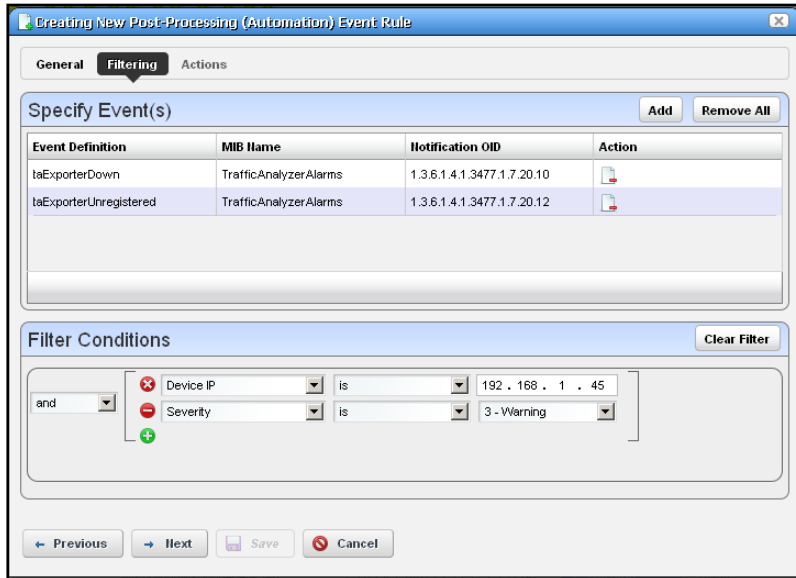 Creating New Post-Processing (Automation) Event Rule
General Filtering Actions
Specify Event(s) Add Remove All
Event Definition MIB Name Notification OID Action
taExporterDown TrafficAnalyzerAlarms 1.3.6.1.4.1.3477.1.7.20.10
taExporterUnregistered TrafficAnalyzerAlarms 1.3.6.1.4.1.3477.1.7.20.12
Filter Conditions Clear Filter
Device IP is 192 . 168 . 1 . 45
and
Severity is 3 - Warning
Previous Next Save Cancel